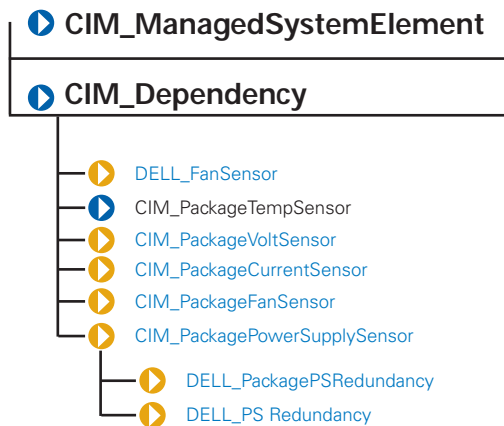 CIM_ManagedSystemElement
CIM_Dependency
DELL_FanSensor
CIM_PackageTempSensor
CIM_PackageVoltSensor
CIM_PackageCurrentSensor
CIM_PackageFanSensor
CIM_PackagePowerSupplySensor
DELL_PackagePSRedundancy
DELL_PS Redundancy